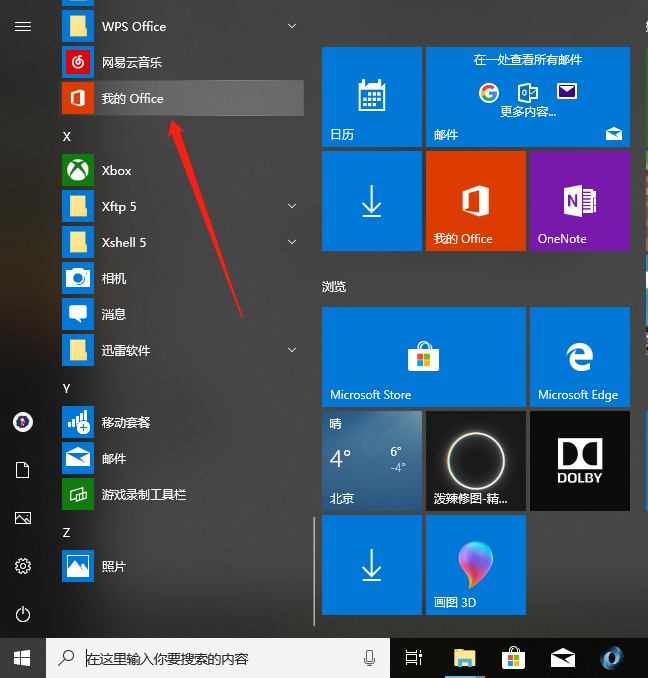 WPS Office
网易云音乐
我的 Office
X
Xbox
Xftp 5
Xshell 5
相机
消息
迅雷软件
Y
移动套餐
邮件
游戏录制工具栏
Z
照片
日历
在一处查看所有邮件
更多内容...
邮件
我的 Office
OneNote
浏览
Microsoft Store
Microsoft Edge
晴
4°
6°
-4°
北京
泼辣修图-精...
DOLBY
画图 3D
在这里输入你要搜索的内容